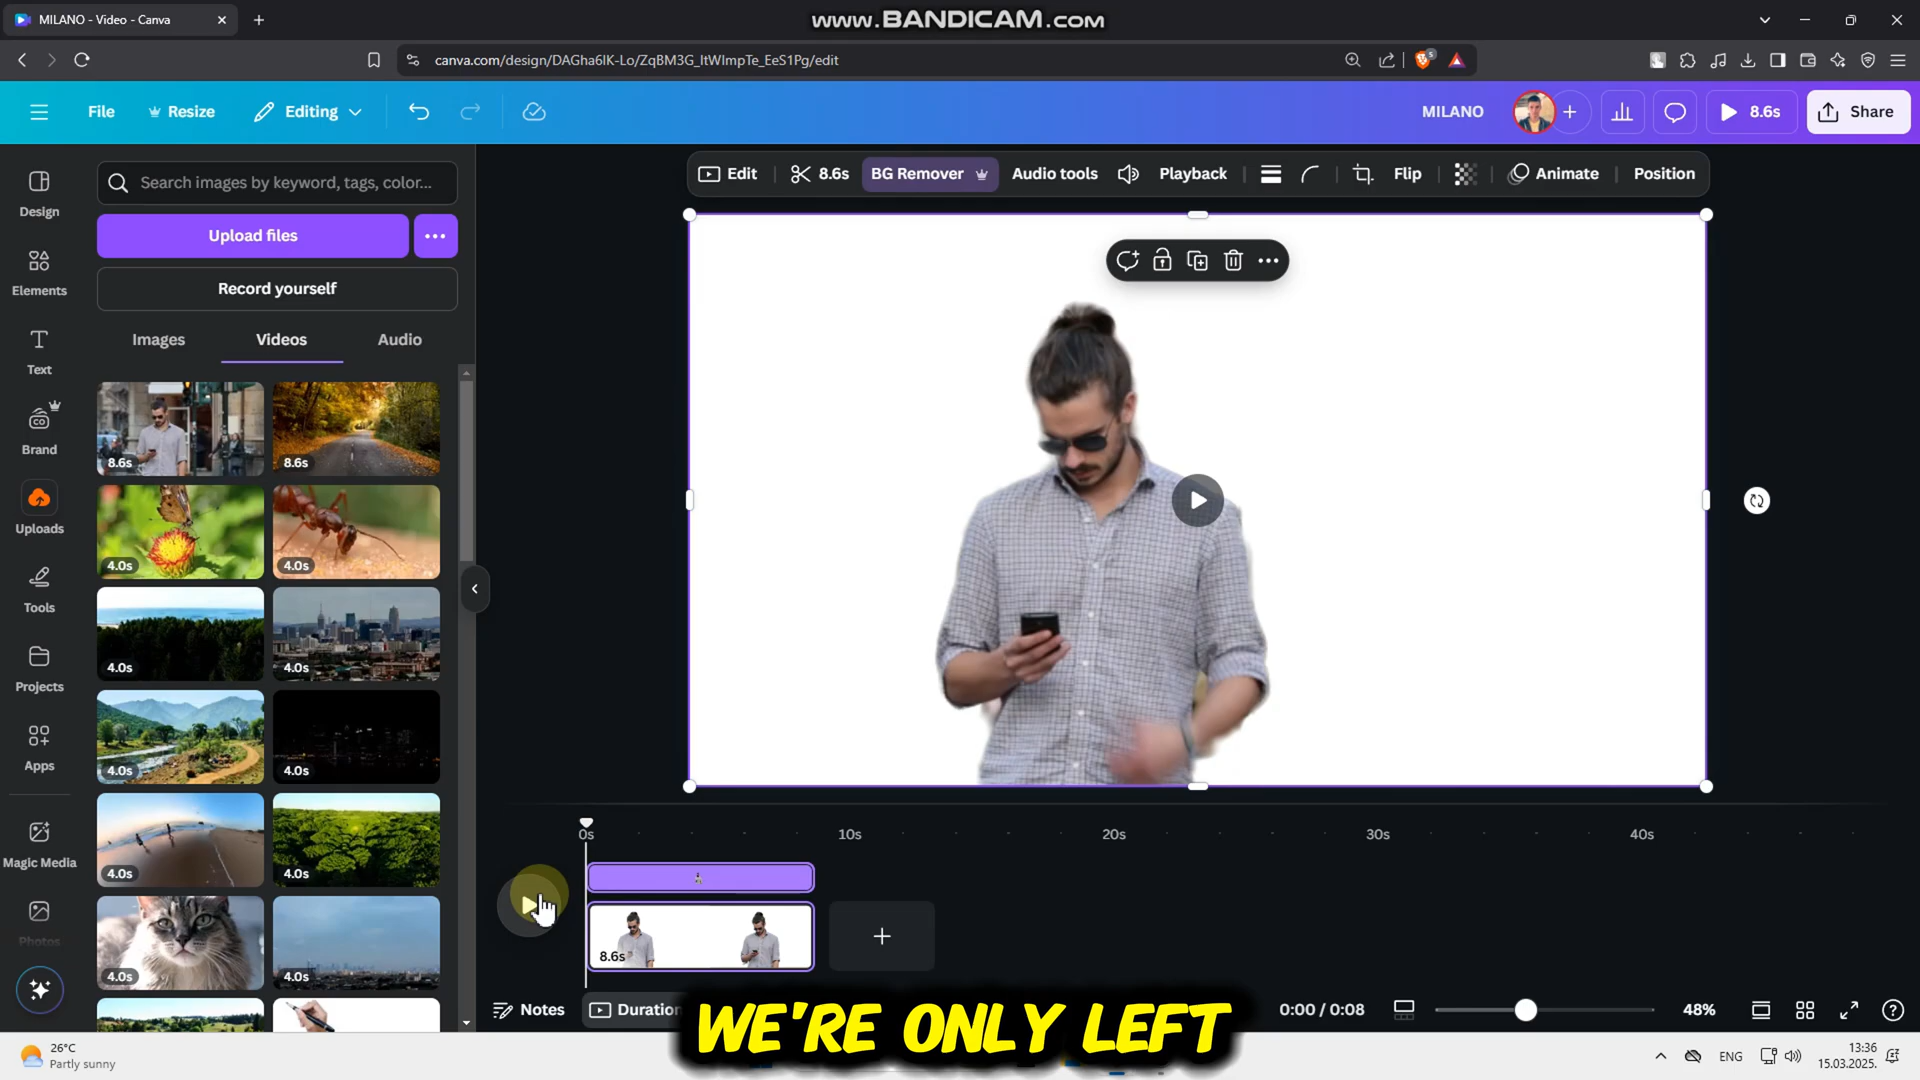 MILANO - Video - Canva
WWW.BANDICAM.COM
canva.com/design/DAGha6IK-Lo/ZqBM3G_ItWImpTe_EeS1Pg/edit
5
File
Resize
Editing
MILANO
8.6s
Share
Design
Elements
Text
Brand
Uploads
Tools
Projects
Apps
Magic Media
Photos
Search images by keyword, tags, color...
Upload files
Record yourself
Images
Videos
Audio
8.6s
8.6s
4.0s
4.0s
4.0s
4.0s
4.0s
4.0s
4.0s
4.0s
4.0s
4.0s
Edit
8.6s
BG Remover
Audio tools
Playback
Flip
Animate
Position
0s
10s
20s
30s
40s
8.6s
Notes
Duration
0:00 / 0:08
48%
WE'RE ONLY LEFT
26°C
Partly sunny
ENG
13:36
15.03.2025.